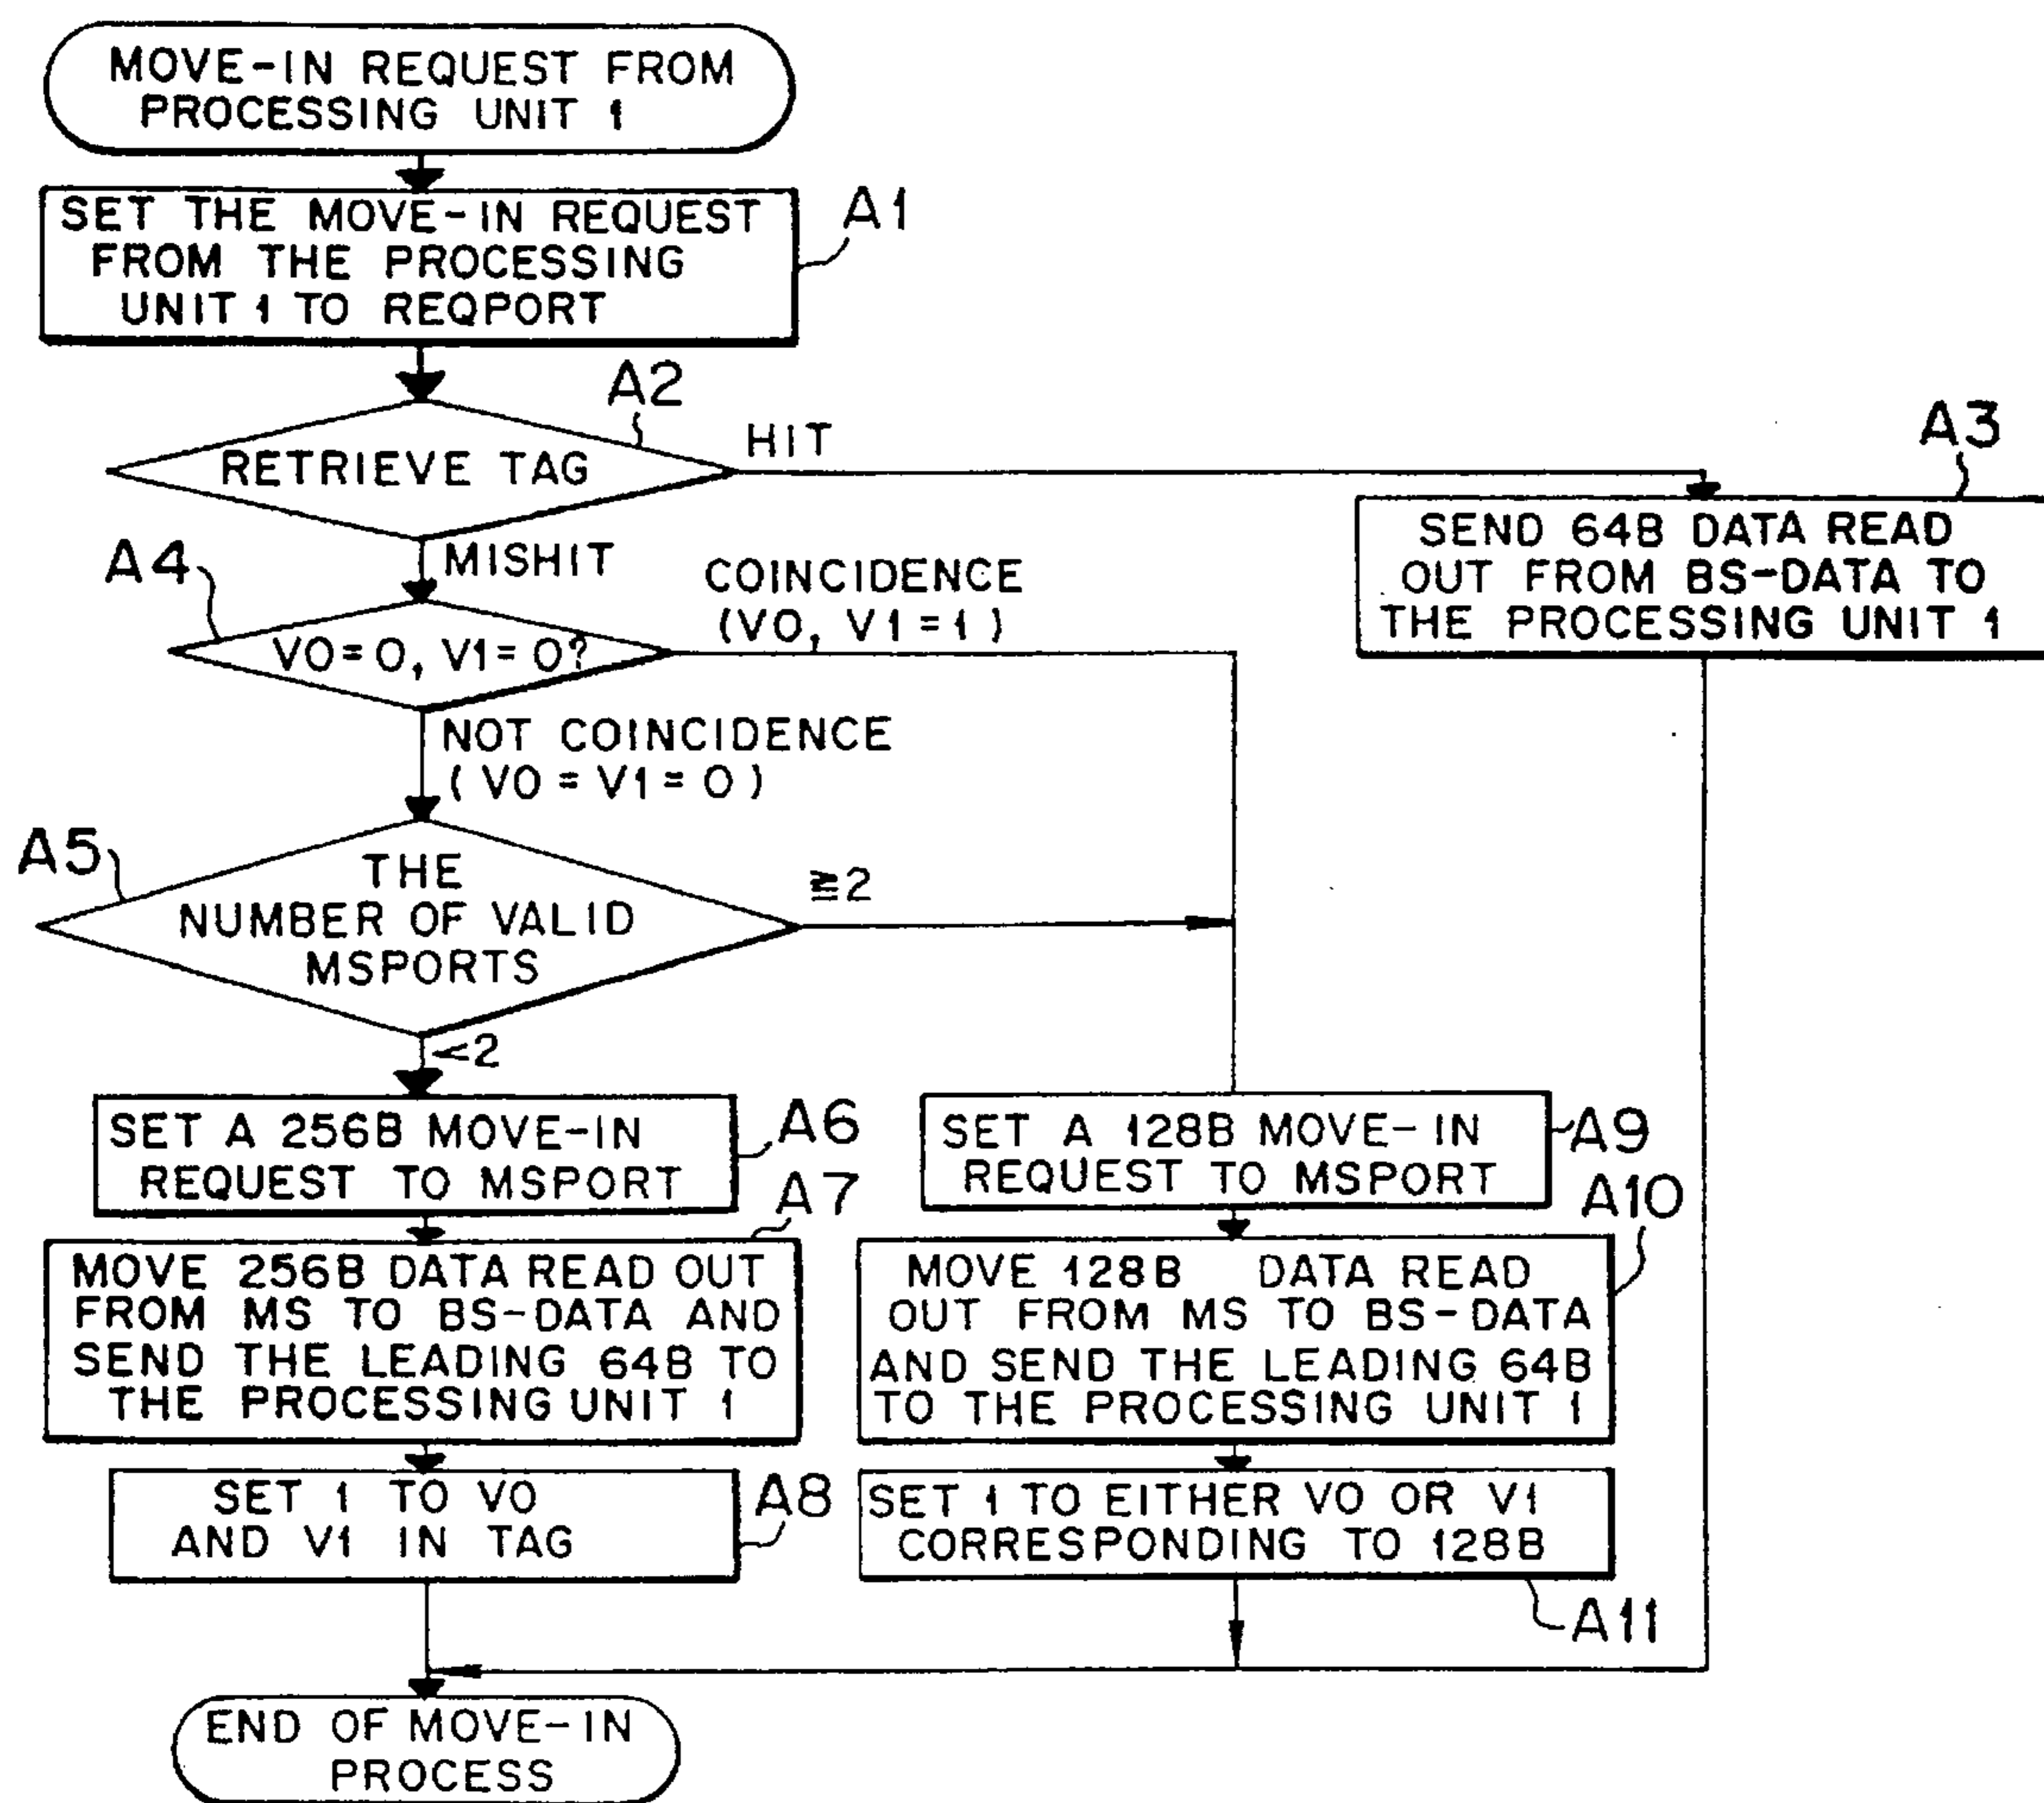 MOVE-IN REQUEST FROM
PROCESSING UNIT 1
SET THE MOVE-IN REQUEST
FROM THE PROCESSING
UNIT 1 TO REQPORT
A1
A2
RETRIEVE TAG
HIT
A3
SEND 64B DATA READ
OUT FROM BS-DATA TO
THE PROCESSING UNIT 1
MISHIT
A4
V0=0, V1=0?
COINCIDENCE
(V0, V1=1)
NOT COINCIDENCE
(V0=V1=0)
A5
THE
NUMBER OF VALID
MSPORTS
≧2
<2
SET A 256B MOVE-IN
REQUEST TO MSPORT
A6
SET A 128B MOVE-IN
REQUEST TO MSPORT
A9
A7
MOVE 256B DATA READ OUT
FROM MS TO BS-DATA AND
SEND THE LEADING 64B TO
THE PROCESSING UNIT 1
A10
MOVE 128B DATA READ
OUT FROM MS TO BS-DATA
AND SEND THE LEADING 64B
TO THE PROCESSING UNIT 1
SET 1 TO V0
AND V1 IN TAG
A8
SET 1 TO EITHER V0 OR V1
CORRESPONDING TO 128B
A11
END OF MOVE-IN
PROCESS